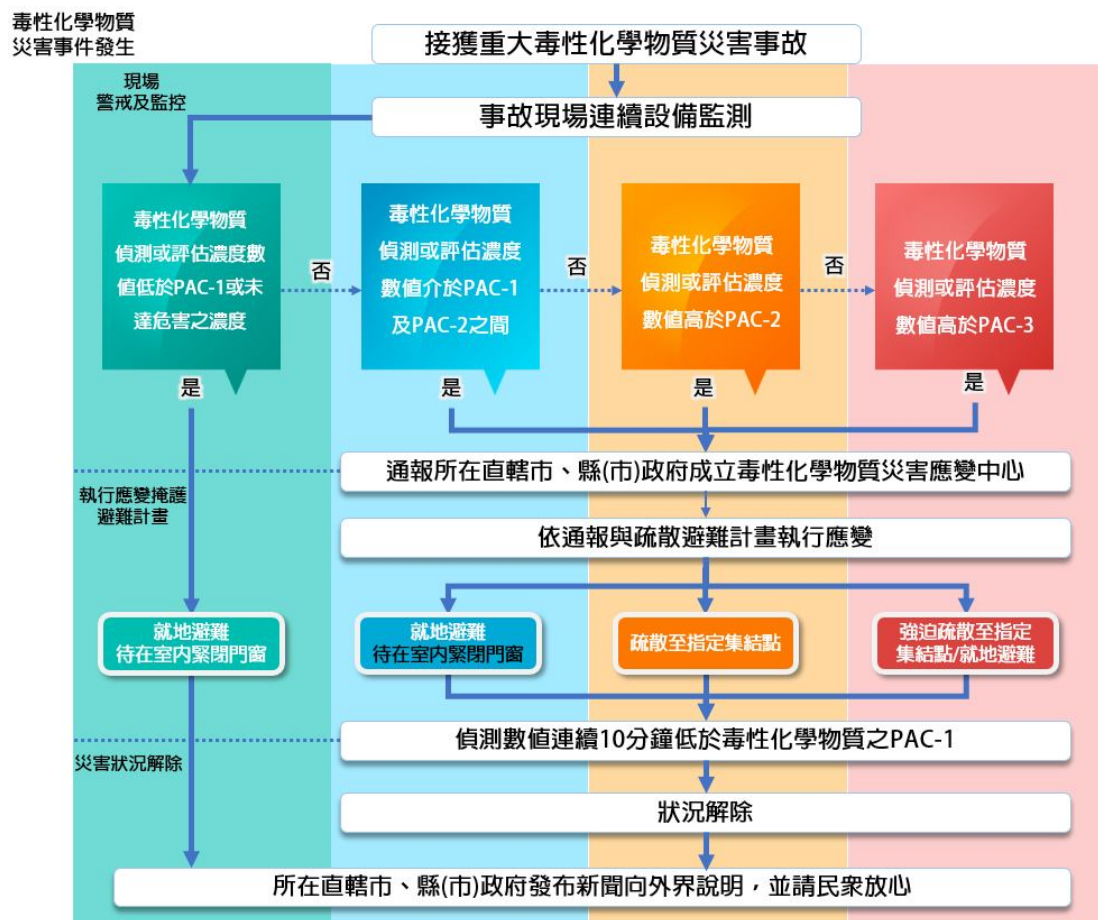 毒性化學物質
災害事件發生
接獲重大毒性化學物質災害事故
現場
警戒及監控
事故現場連續設備監測
毒性化學物質
偵測或評估濃度數
值低於PAC-1或未
達危害之濃度
否
毒性化學物質
偵測或評估濃度
數值介於PAC-1
及PAC-2之間
否
毒性化學物質
偵測或評估濃度
數值高於PAC-2
否
毒性化學物質
偵測或評估濃度
數值高於PAC-3
是
是
是
是
通報所在直轄市、縣(市)政府成立毒性化學物質災害應變中心
執行應變掩護
避難計畫
依通報與疏散避難計畫執行應變
就地避難
待在室内緊閉門窗
就地避難
待在室内緊閉門窗
疏散至指定集結點
強迫疏散至指定
集結點/就地避難
偵測數值連續10分鐘低於毒性化學物質之PAC-1
災害狀況解除
狀況解除
所在直轄市、縣(市)政府發布新聞向外界說明，並請民眾放心